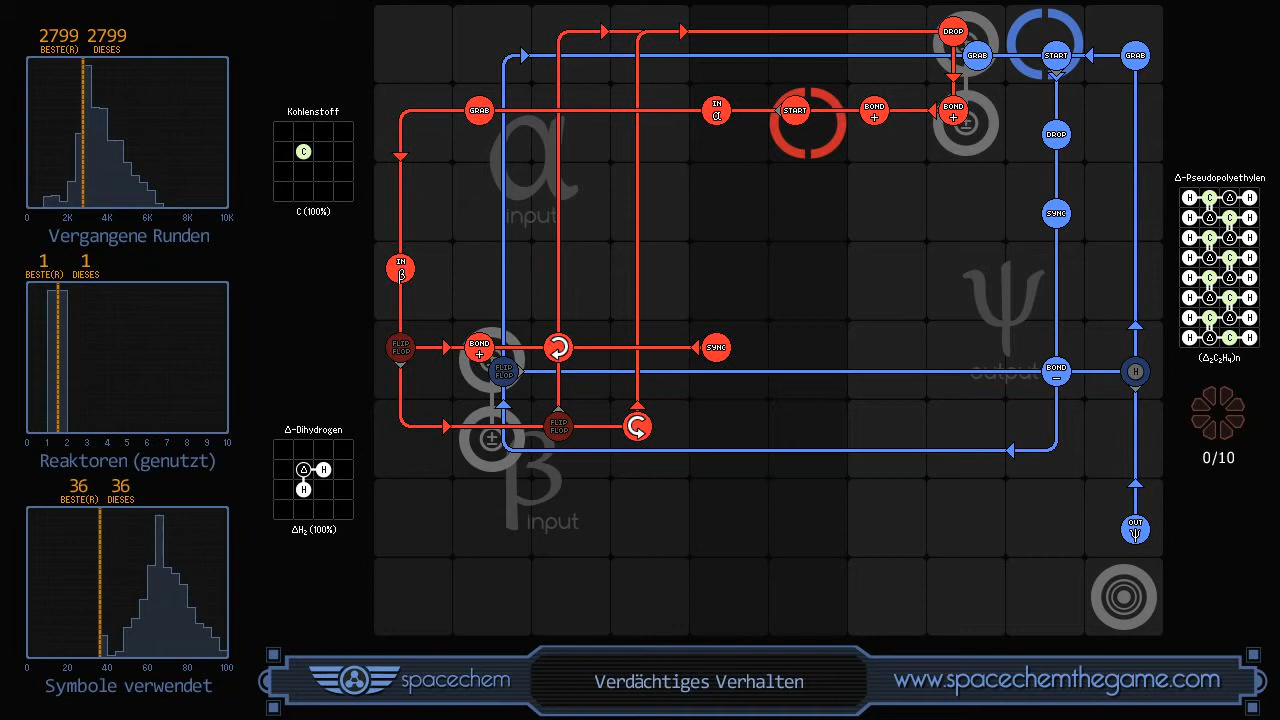 2799 2799
BESTE(R) DIESES
0 2K 4K 6K 8K 10K
Vergangene Runden
1 1
BESTE(R) DIESES
0 1 2 3 4 5 6 7 8 9 10
Reaktoren (genutzt)
36 36
BESTE(R) DIESES
0 20 40 60 80 100
Symbole verwendet
Kohlenstoff
C
C (100%)
Δ-Dihydrogen
Δ H
H
ΔH₂ (100%)
DROP
GRAB START GRAB
GRAB IN α START BOND + BOND +
±
DROP
α
input
SYNC
IN β
ψ
output
FLIP FLOP BOND + SYNC
FLIP FLOP BOND − H
FLIP FLOP
±
β
input
OUT ψ
Δ-Pseudopolyethylen
H C Δ H
H Δ C H
H C Δ H
H Δ C H
H C Δ H
H Δ C H
H C Δ H
H Δ C H
(Δ₂C₂H₄)n
0/10
spacechem
Verdächtiges Verhalten
www.spacechemthegame.com